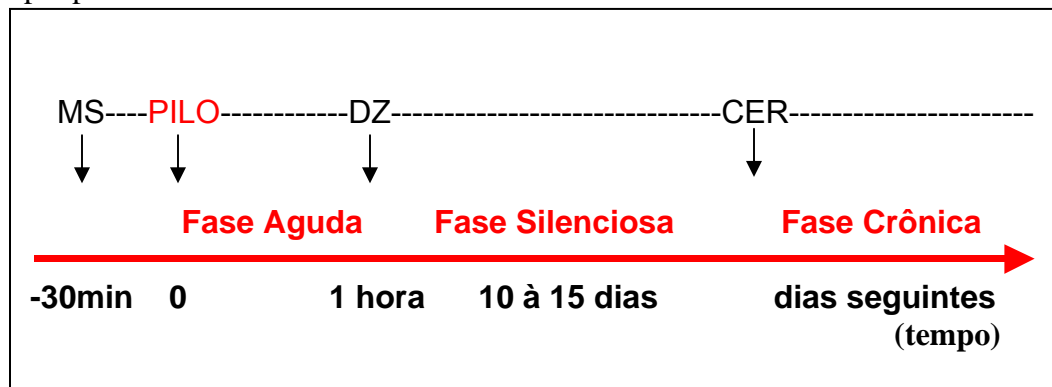 MS----PILO------------DZ-------------------------------CER-----------------------
Fase Aguda Fase Silenciosa Fase Crônica
-30min 0 1 hora 10 à 15 dias dias seguintes
(tempo)